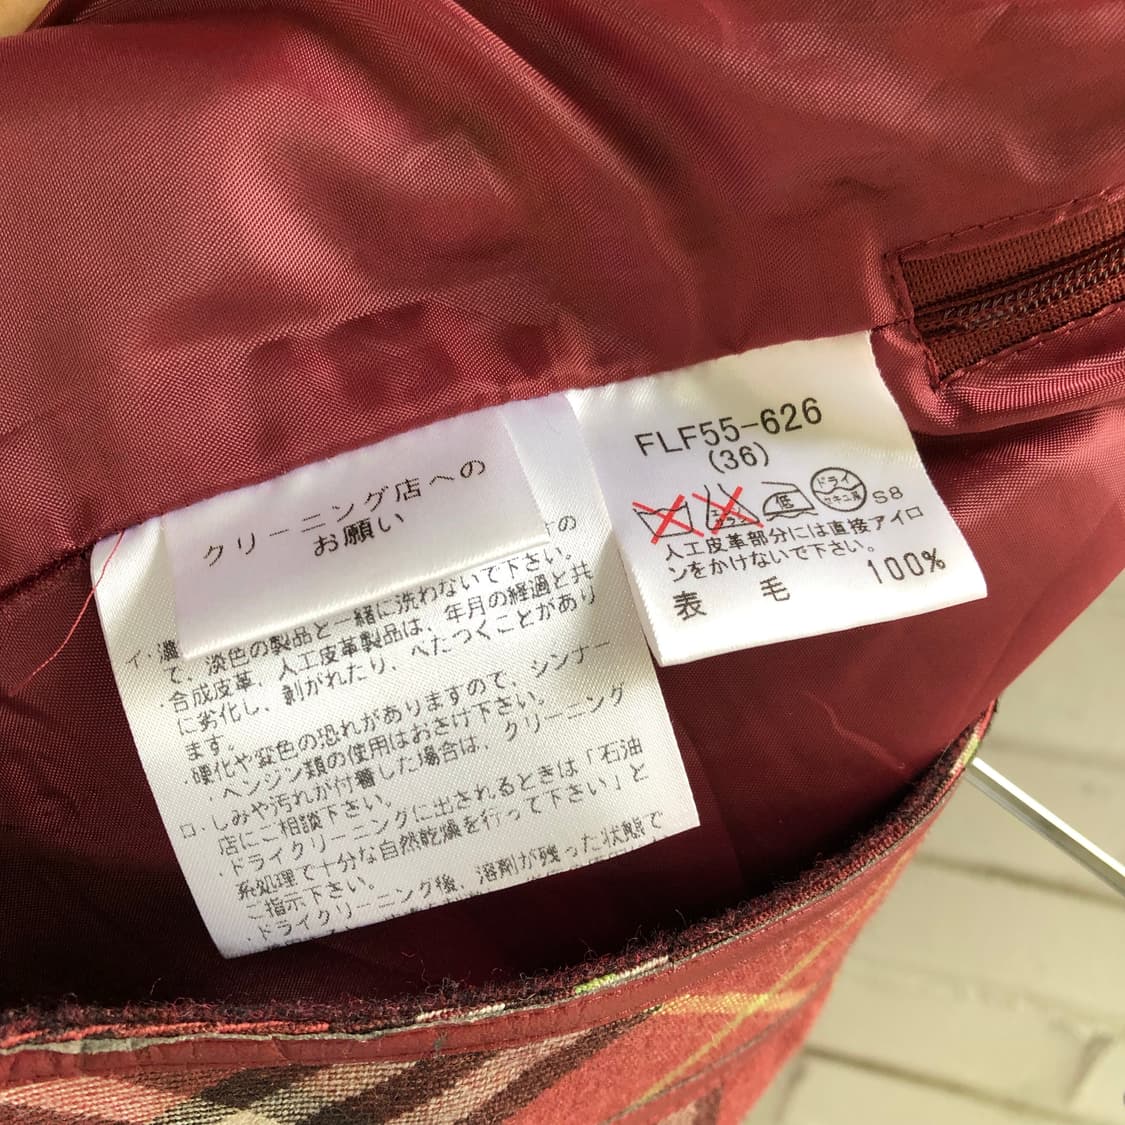 クリーニング店への
お願い
すの
で、淡色の製品と一緒に洗わないで下さい。
合成皮革、人工皮革製品は、年月の経過と共
に劣化し、剥がれたり、べたつくことがあり
ます。
・硬化や変色の恐れがありますので、シンナー
・ベンジン類の使用はおさけ下さい。
ロ・しみや汚れが付着した場合は、クリーニング
店にご相談下さい。
・ドライクリーニングに出されるときは「石油
系処理で十分な自然乾燥を行って下さい」と
ご指示下さい。
・ドライクリーニング後、溶剤が残った状態で
FLF55-626
(36)
低 ドライ セキユ系 S8
人工皮革部分には直接アイロ
ンをかけないで下さい。
表 毛 100%